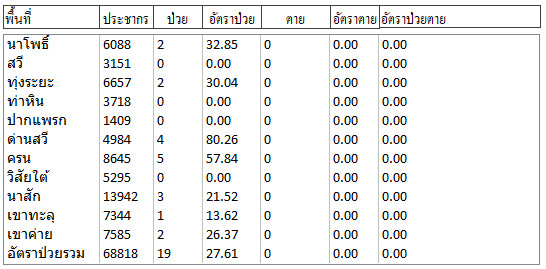 พื้นที่ ประชากร ป่วย อัตราป่วย ตาย อัตราตาย อัตราป่วยตาย
นาโพธิ์ 6088 2 32.85 0 0.00 0.00
สวี 3151 0 0.00 0 0.00 0.00
ทุ่งระยะ 6657 2 30.04 0 0.00 0.00
ท่าหิน 3718 0 0.00 0 0.00 0.00
ปากแพรก 1409 0 0.00 0 0.00 0.00
ด่านสวี 4984 4 80.26 0 0.00 0.00
ครน 8645 5 57.84 0 0.00 0.00
วิสัยใต้ 5295 0 0.00 0 0.00 0.00
นาสัก 13942 3 21.52 0 0.00 0.00
เขาทะลุ 7344 1 13.62 0 0.00 0.00
เขาค่าย 7585 2 26.37 0 0.00 0.00
อัตราป่วยรวม 68818 19 27.61 0 0.00 0.00